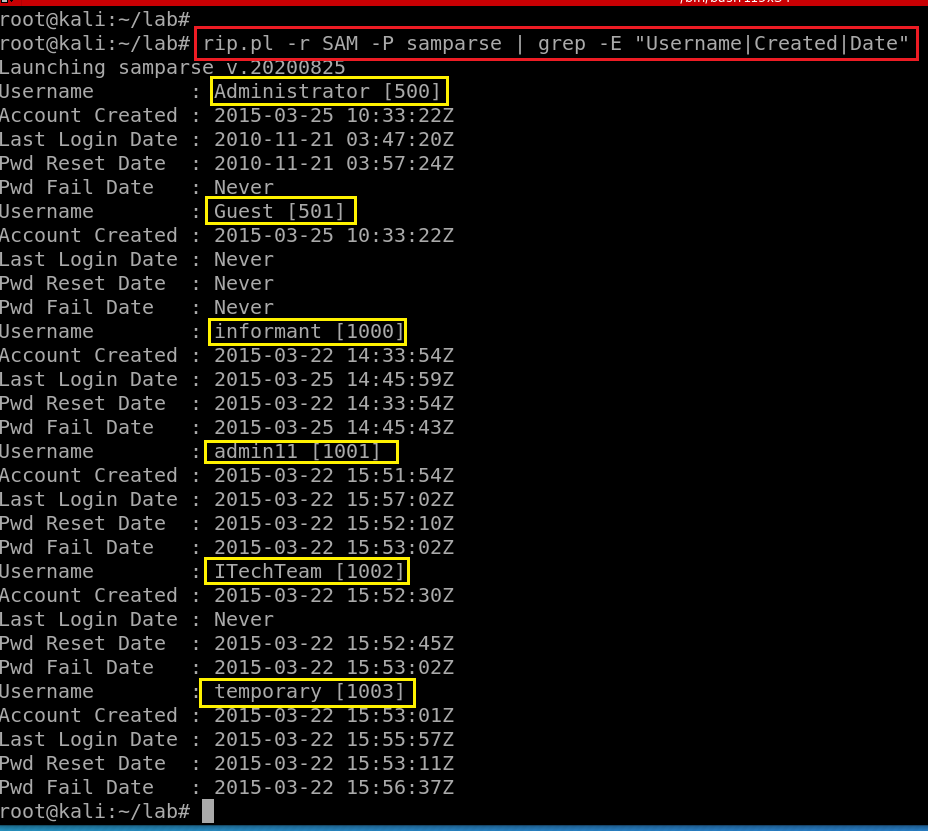 root@kali:~/lab#
root@kali:~/lab# rip.pl -r SAM -P samparse | grep -E "Username|Created|Date"
Launching samparse v.20200825
Username        : Administrator [500]
Account Created : 2015-03-25 10:33:22Z
Last Login Date : 2010-11-21 03:47:20Z
Pwd Reset Date  : 2010-11-21 03:57:24Z
Pwd Fail Date   : Never
Username        : Guest [501]
Account Created : 2015-03-25 10:33:22Z
Last Login Date : Never
Pwd Reset Date  : Never
Pwd Fail Date   : Never
Username        : informant [1000]
Account Created : 2015-03-22 14:33:54Z
Last Login Date : 2015-03-25 14:45:59Z
Pwd Reset Date  : 2015-03-22 14:33:54Z
Pwd Fail Date   : 2015-03-25 14:45:43Z
Username        : admin11 [1001]
Account Created : 2015-03-22 15:51:54Z
Last Login Date : 2015-03-22 15:57:02Z
Pwd Reset Date  : 2015-03-22 15:52:10Z
Pwd Fail Date   : 2015-03-22 15:53:02Z
Username        : ITechTeam [1002]
Account Created : 2015-03-22 15:52:30Z
Last Login Date : Never
Pwd Reset Date  : 2015-03-22 15:52:45Z
Pwd Fail Date   : 2015-03-22 15:53:02Z
Username        : temporary [1003]
Account Created : 2015-03-22 15:53:01Z
Last Login Date : 2015-03-22 15:55:57Z
Pwd Reset Date  : 2015-03-22 15:53:11Z
Pwd Fail Date   : 2015-03-22 15:56:37Z
root@kali:~/lab#